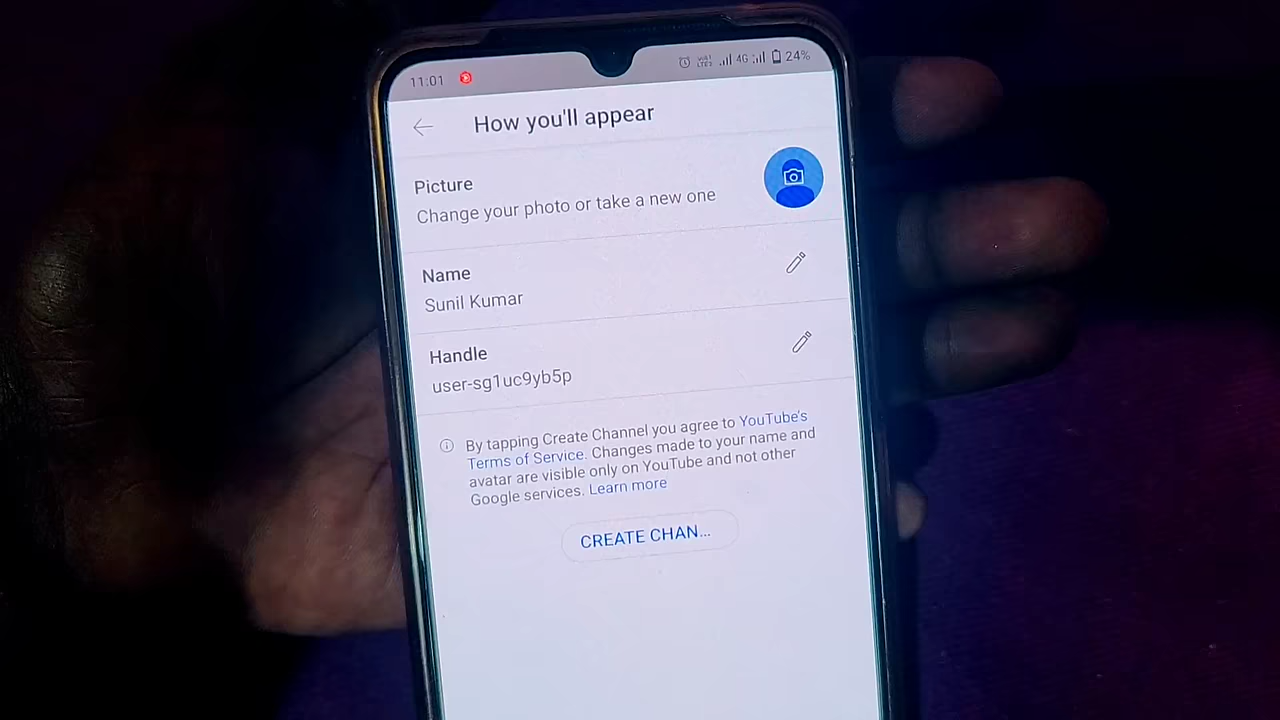 11:01
4G 24%
How you'll appear
Picture
Change your photo or take a new one
Name
Sunil Kumar
Handle
user-sg1uc9yb5p
By tapping Create Channel you agree to YouTube's
Terms of Service. Changes made to your name and
avatar are visible only on YouTube and not other
Google services. Learn more
CREATE CHAN...